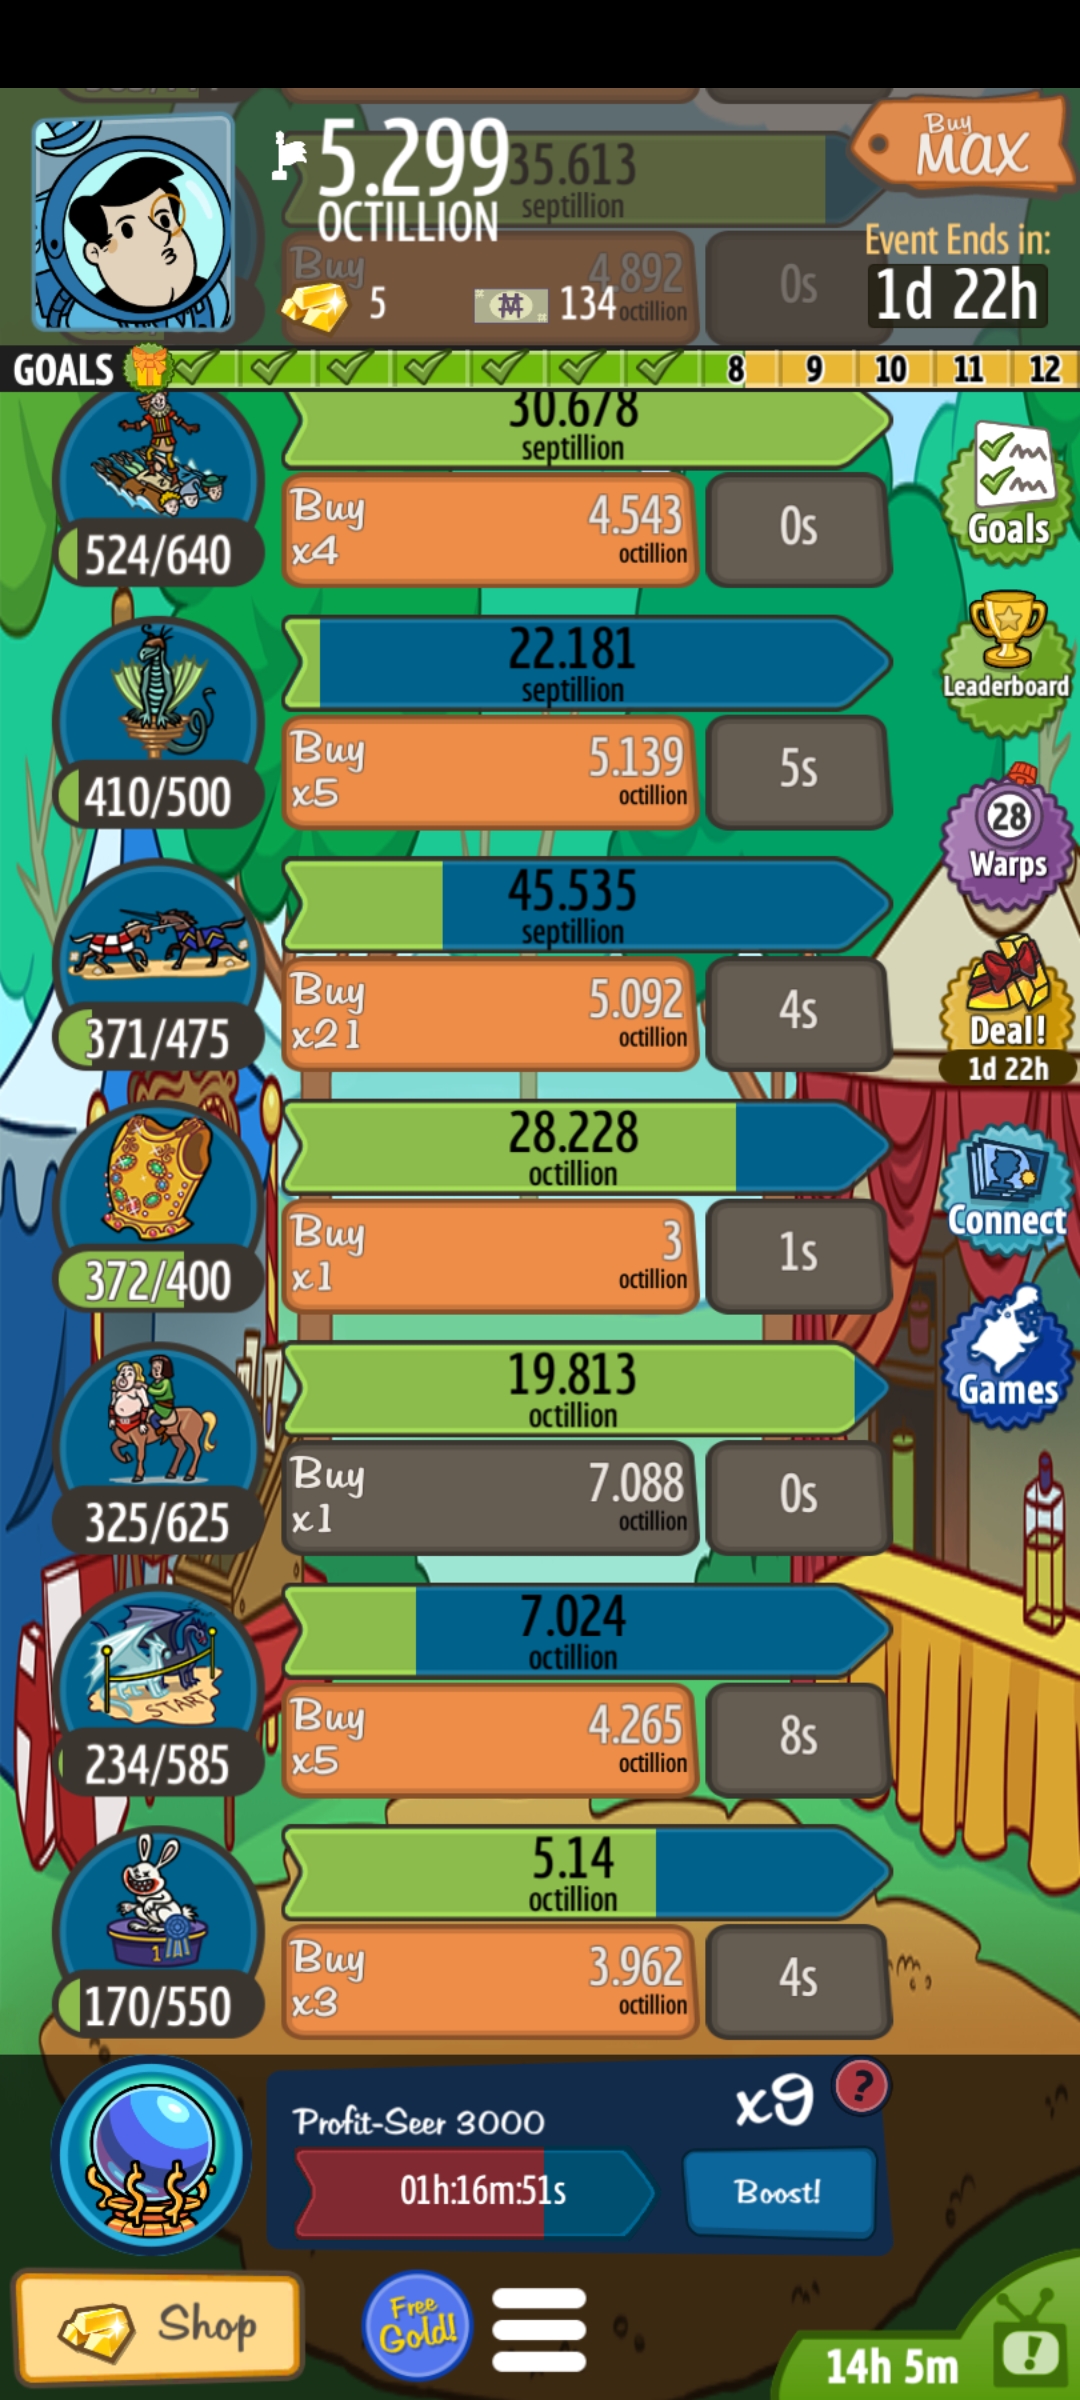 Buy
MAX
5.299
35.613
OCTILLION
septillion
Buy
4.892
octillion
0s
5
134
Event Ends in:
1d 22h
GOALS
8
9
10
11
12
30.678
septillion
524/640
Buy
x4
4.543
octillion
0s
Goals
22.181
septillion
410/500
Buy
x5
5.139
octillion
5s
Leaderboard
45.535
septillion
371/475
Buy
x21
5.092
octillion
4s
28
Warps
Deal!
1d 22h
28.228
octillion
372/400
Buy
x1
3
octillion
1s
Connect
19.813
octillion
325/625
Buy
x1
7.088
octillion
0s
Games
7.024
octillion
START
234/585
Buy
x5
4.265
octillion
8s
5.14
octillion
1
170/550
Buy
x3
3.962
octillion
4s
Profit-Seer 3000
x9
?
01h:16m:51s
Boost!
Shop
Free
Gold!
14h 5m
!